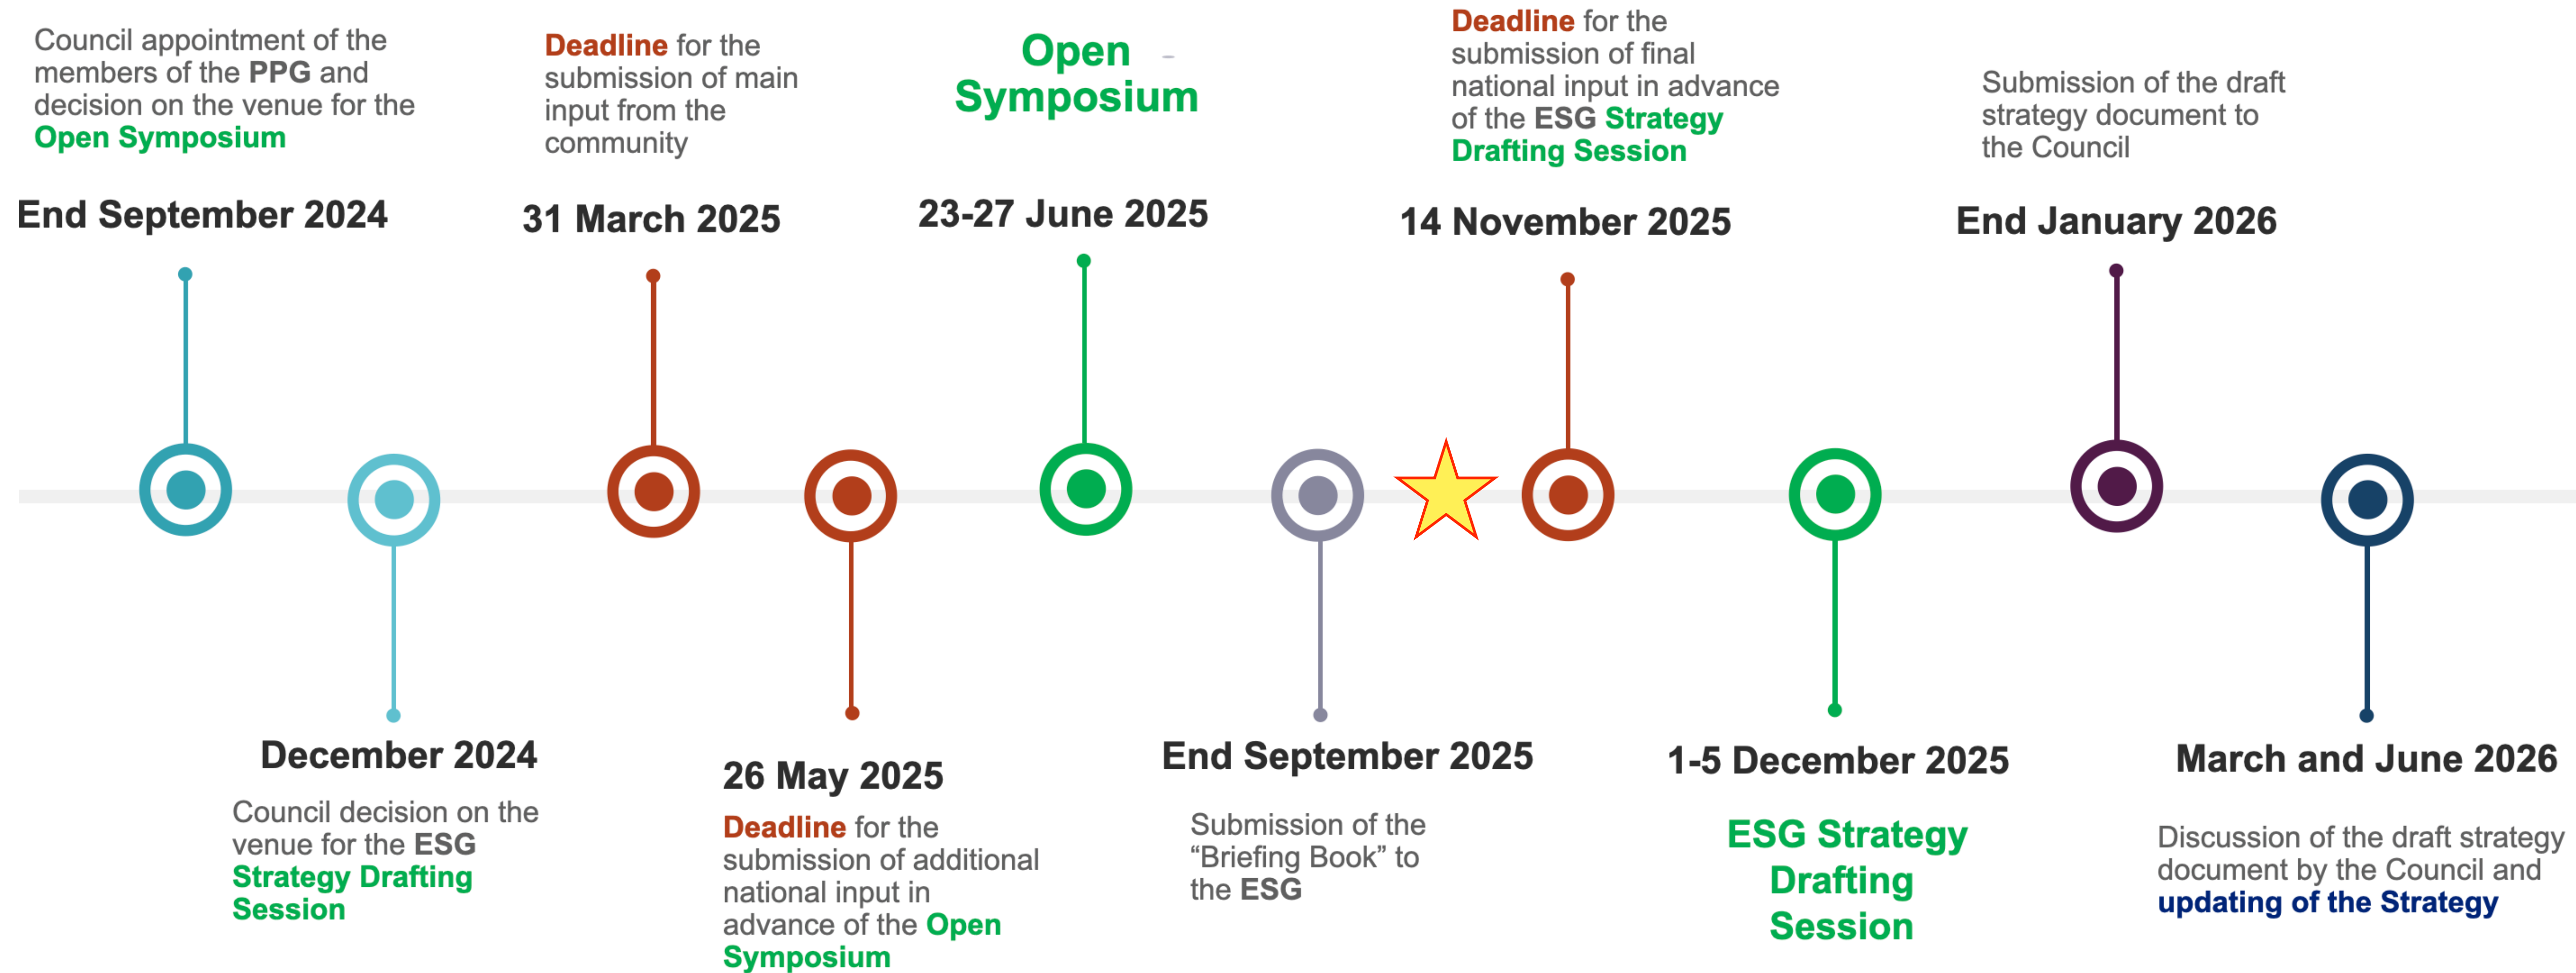 Council appointment of the
members of the PPG and
decision on the venue for the
Open Symposium
End September 2024
December 2024
Council decision on the
venue for the ESG
Strategy Drafting
Session
Deadline for the
submission of main
input from the
community
31 March 2025
26 May 2025
Deadline for the
submission of additional
national input in
advance of the Open
Symposium
Open
Symposium
23-27 June 2025
End September 2025
Submission of the
“Briefing Book” to
the ESG
Deadline for the
submission of final
national input in advance
of the ESG Strategy
Drafting Session
14 November 2025
1-5 December 2025
ESG Strategy
Drafting
Session
Submission of the draft
strategy document to
the Council
End January 2026
March and June 2026
Discussion of the draft strategy
document by the Council and
updating of the Strategy